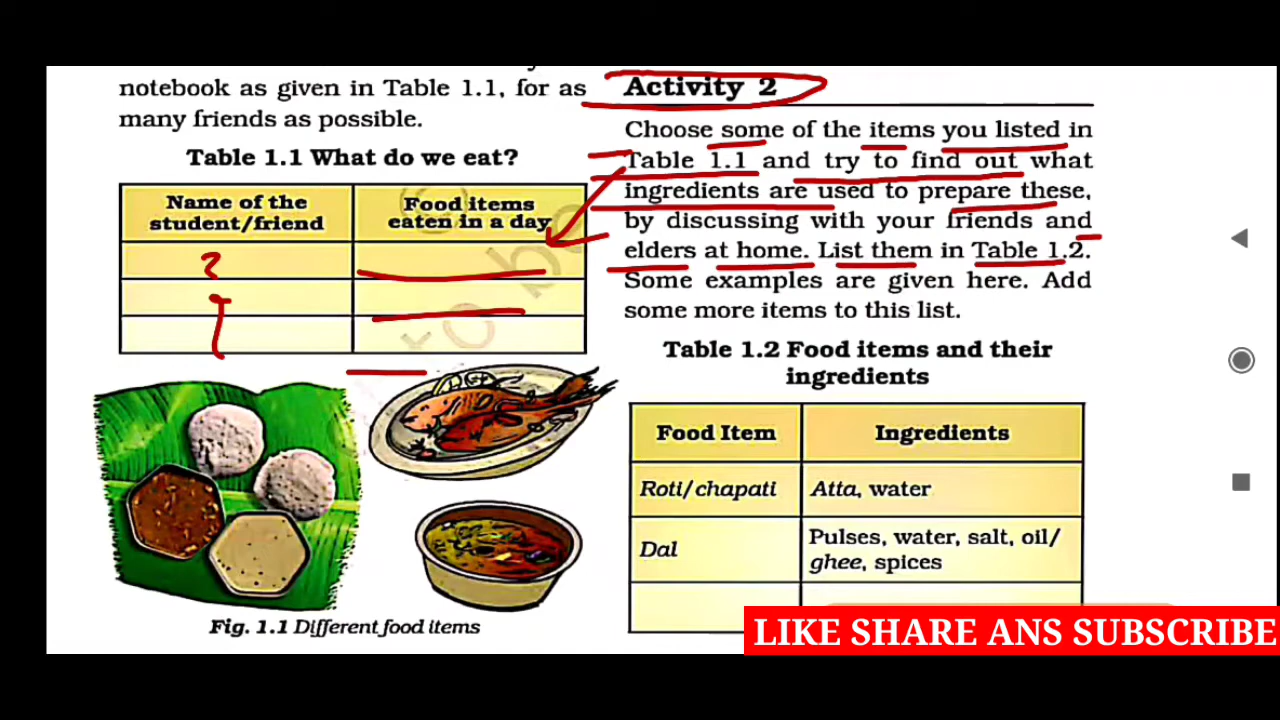 notebook as given in Table 1.1, for as
many friends as possible.
Table 1.1 What do we eat?
Name of the
student/friend
Food items
eaten in a day
Fig. 1.1 Different food items
Activity 2
Choose some of the items you listed in
Table 1.1 and try to find out what
ingredients are used to prepare these,
by discussing with your friends and
elders at home. List them in Table 1.2.
Some examples are given here. Add
some more items to this list.
Table 1.2 Food items and their
ingredients
Food Item
Ingredients
Roti/chapati
Atta, water
Dal
Pulses, water, salt, oil/
ghee, spices
LIKE SHARE ANS SUBSCRIBE